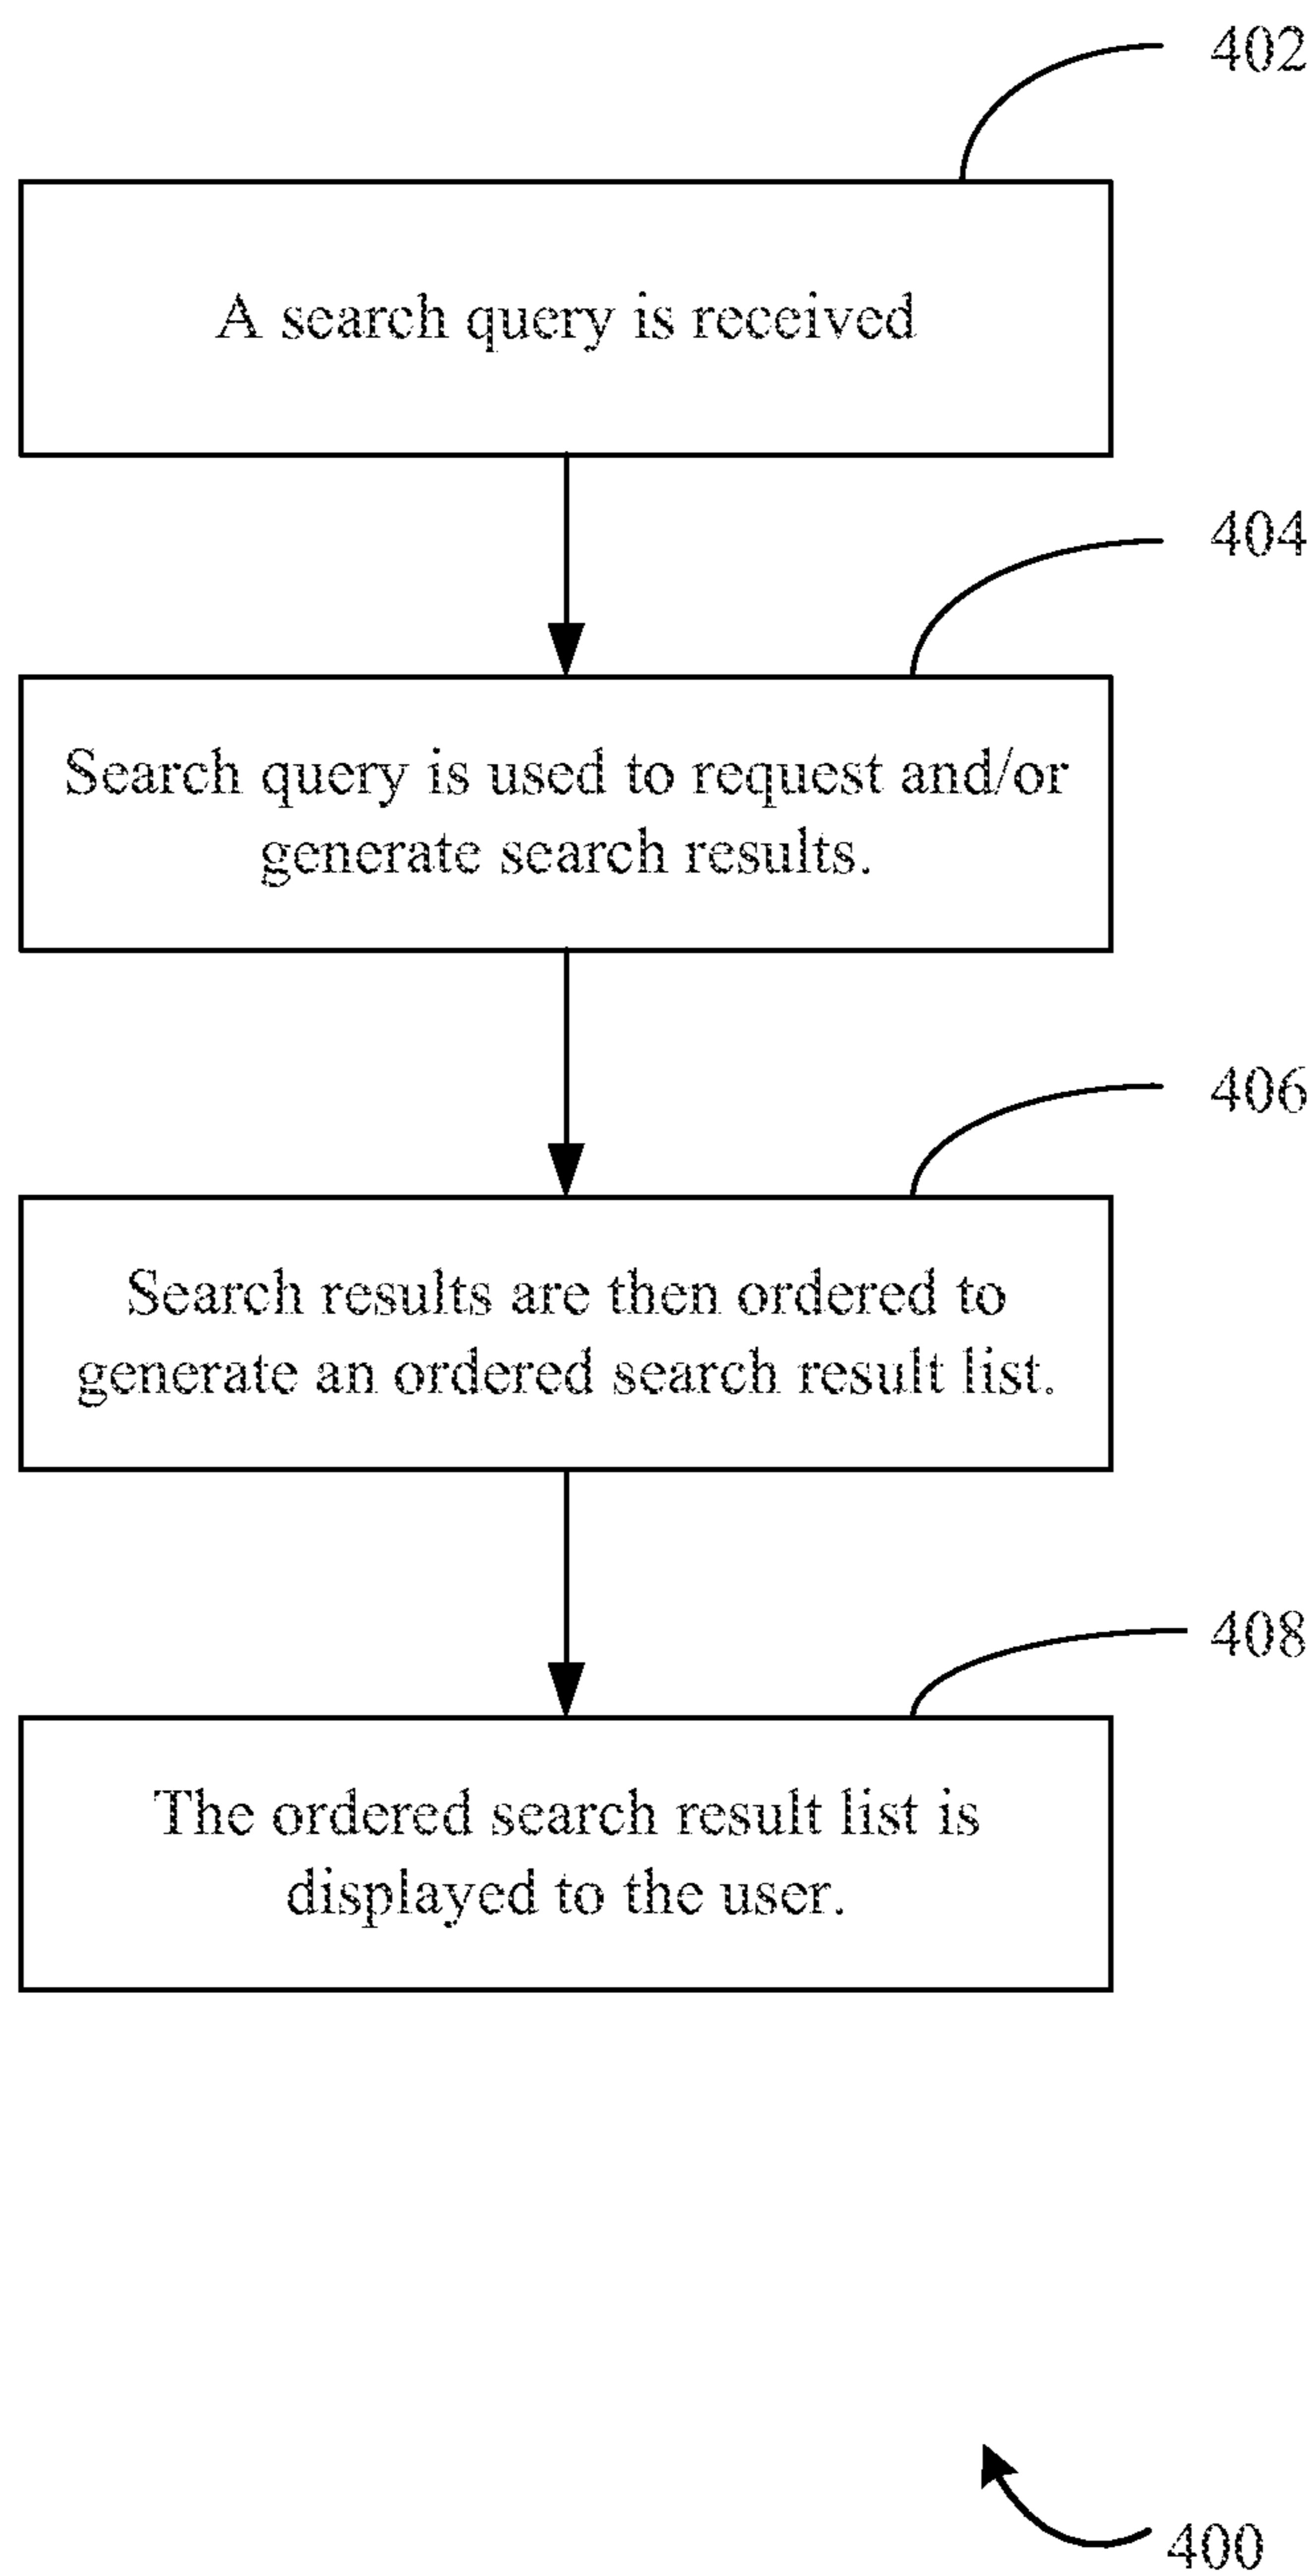 402
A search query is received
404
Search query is used to request and/or
generate search results.
406
Search results are then ordered to
generate an ordered search result list.
408
The ordered search result list is
displayed to the user.
400